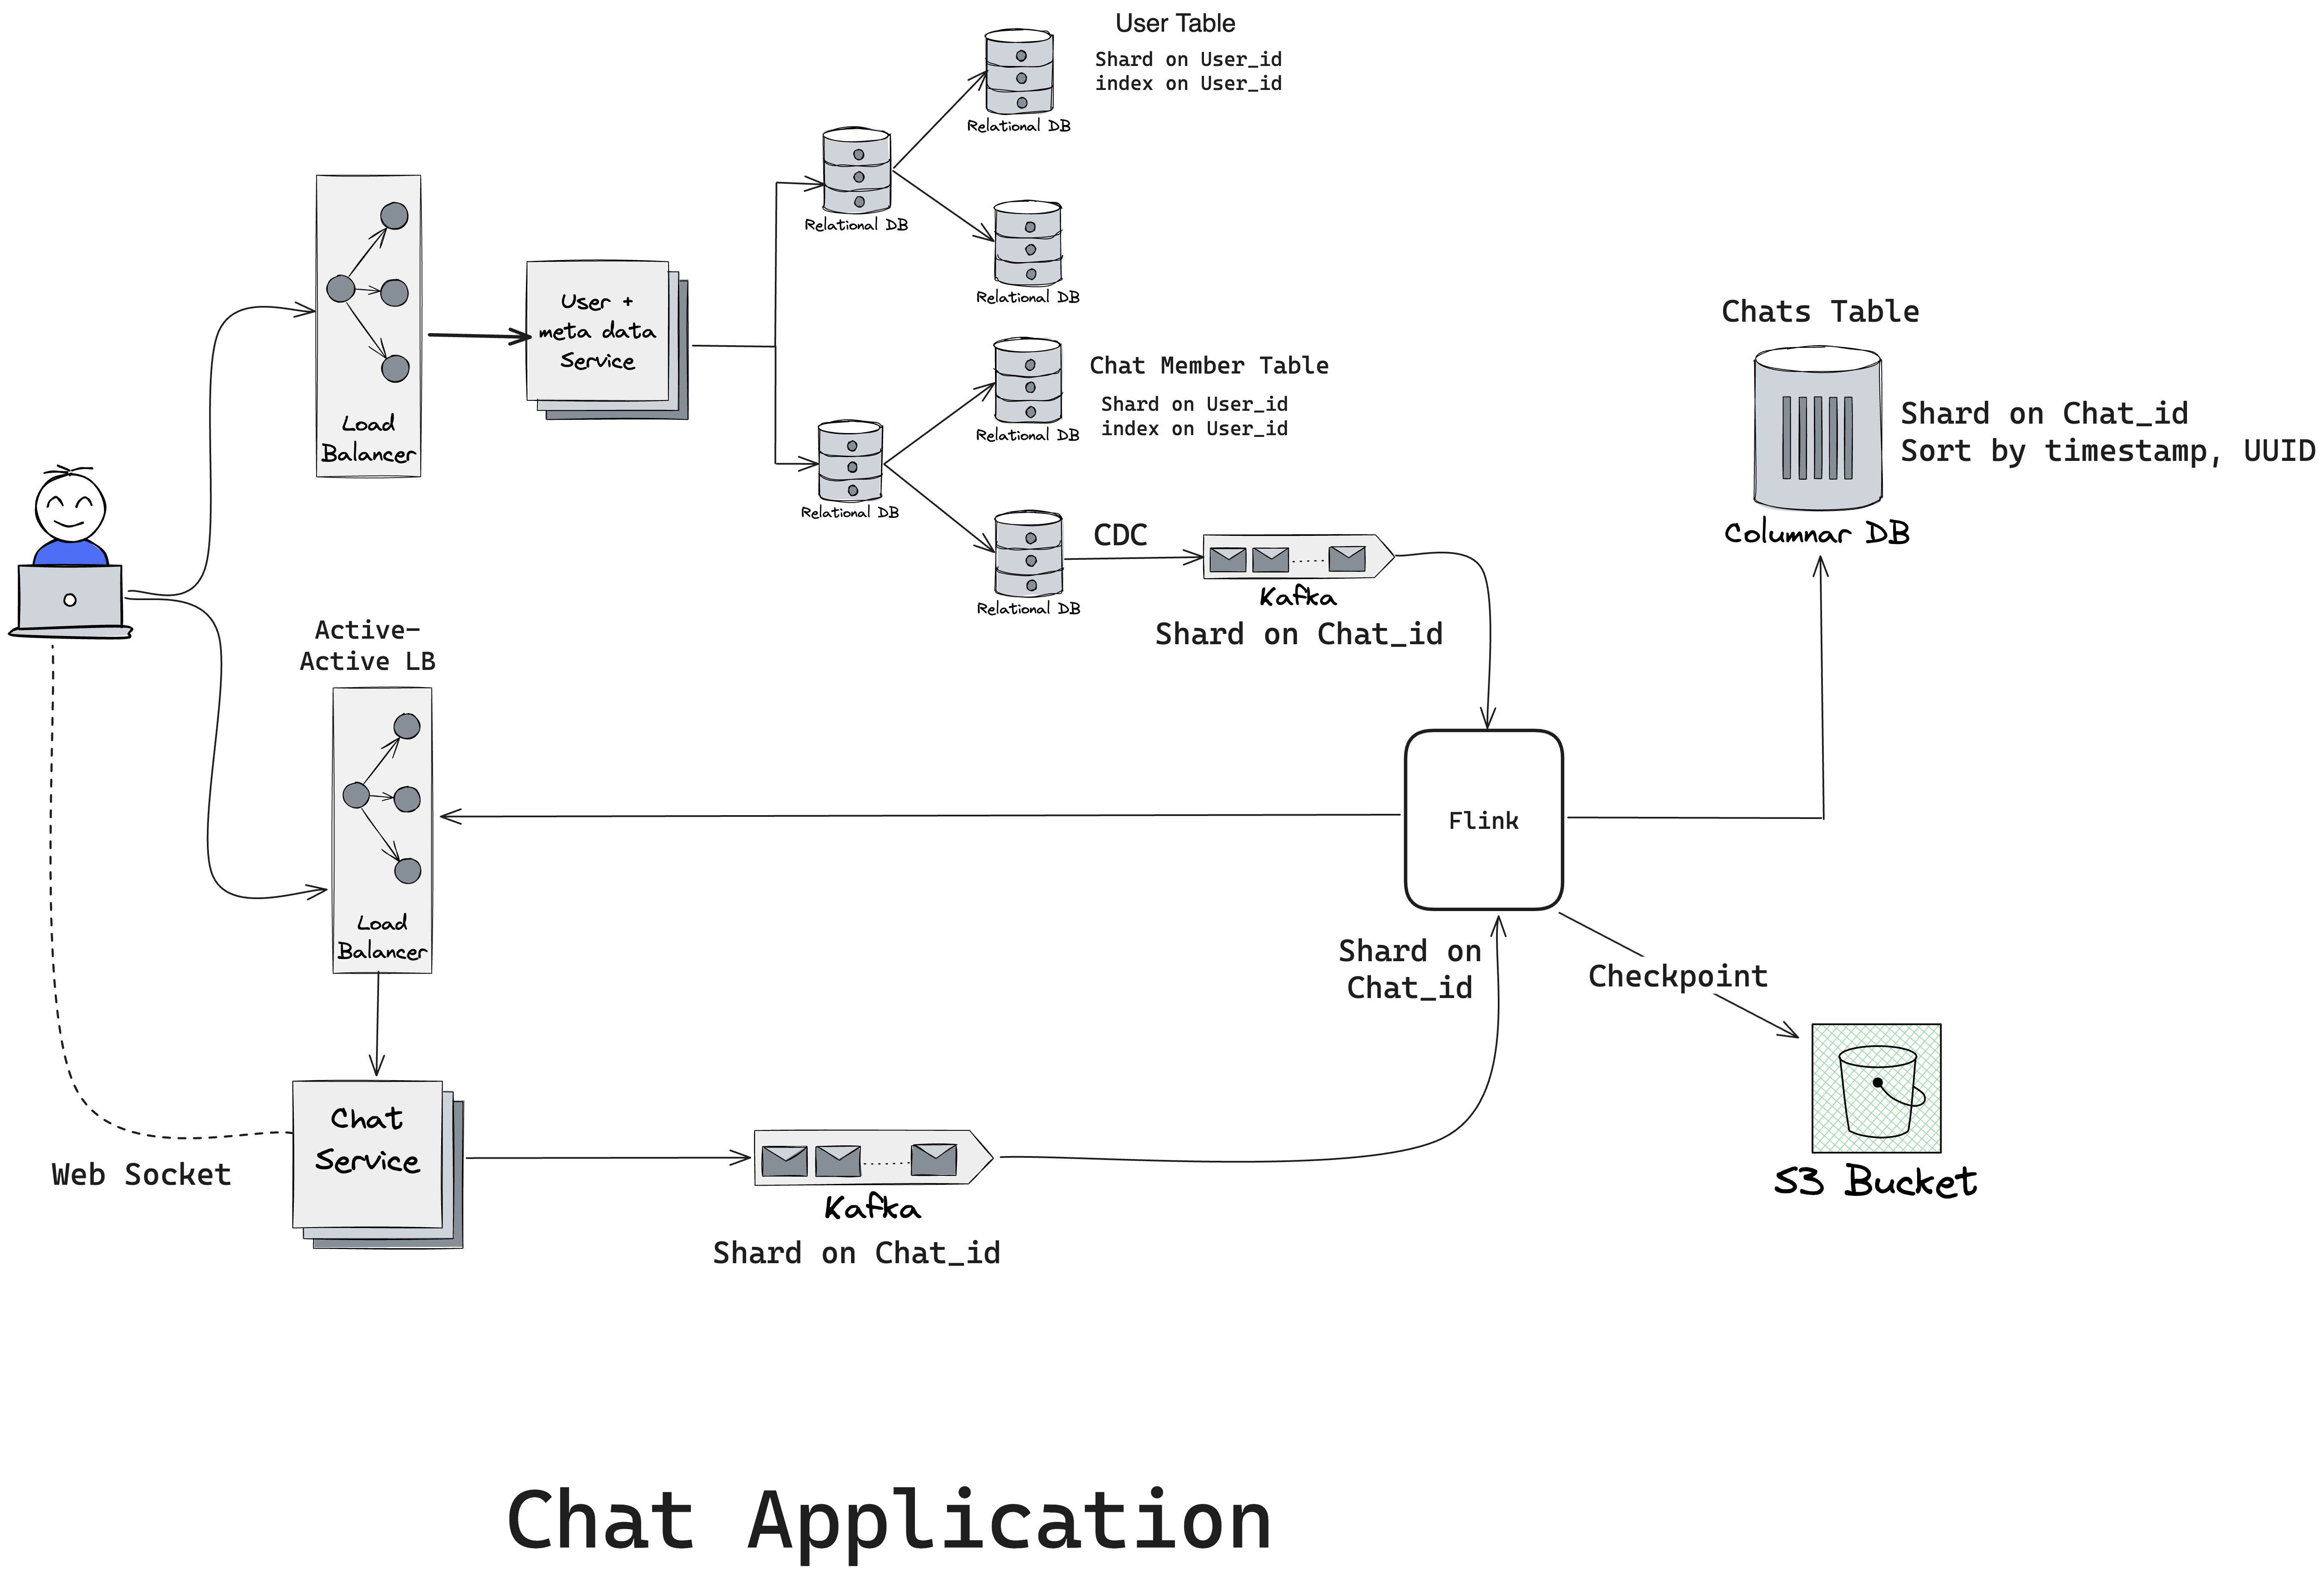 User Table
Shard on User_id
index on User_id
Relational DB
Relational DB
Relational DB
Load
Balancer
User +
meta data
Service
Chat Member Table
Shard on User_id
index on User_id
Relational DB
Relational DB
Relational DB
CDC
Kafka
Shard on Chat_id
Chats Table
Shard on Chat_id
Sort by timestamp, UUID
Columnar DB
Active-
Active LB
Load
Balancer
Flink
Shard on
Chat_id
Checkpoint
S3 Bucket
Chat
Service
Web Socket
Kafka
Shard on Chat_id
Chat Application